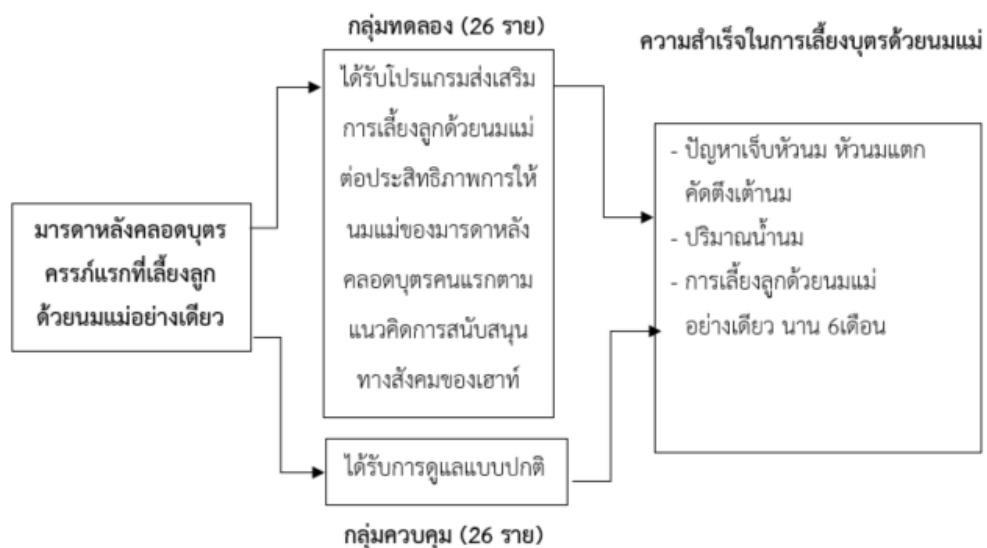 กลุ่มทดลอง (26 ราย)
ความสำเร็จในการเลี้ยงบุตรด้วยนมแม่
มารดาหลังคลอดบุตร
ครรภ์แรกที่เลี้ยงลูก
ด้วยนมแม่อย่างเดียว
ได้รับโปรแกรมส่งเสริม
การเลี้ยงลูกด้วยนมแม่
ต่อประสิทธิภาพการให้
นมแม่ของมารดาหลัง
คลอดบุตรคนแรกตาม
แนวคิดการสนับสนุน
ทางสังคมของเฮาท์
- ปัญหาเจ็บหัวนม หัวนมแตก
คัดตึงเต้านม
- ปริมาณน้ำนม
- การเลี้ยงลูกด้วยนมแม่
อย่างเดียว นาน 6เดือน
ได้รับการดูแลแบบปกติ
กลุ่มควบคุม (26 ราย)